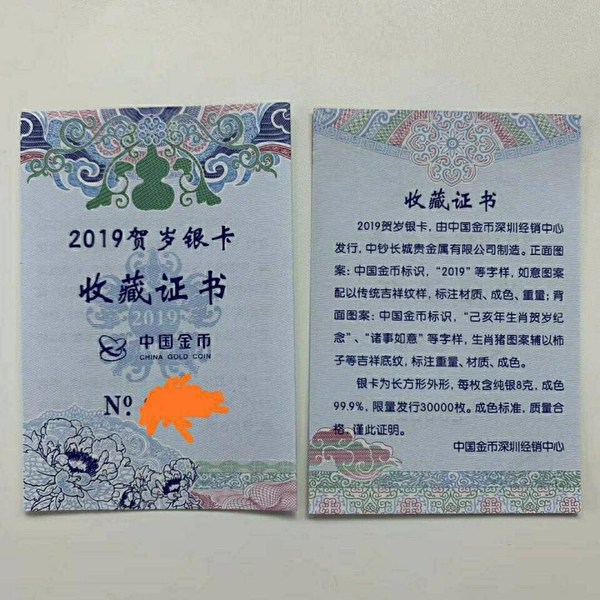 2019贺岁银卡
收藏证书
2019
中国金币
CHINA GOLD COIN
Nº
收藏证书
2019贺岁银卡，由中国金币深圳经销中心
发行，中钞长城贵金属有限公司制造。正面图
案：中国金币标识，“2019”等字样，如意图案
配以传统吉祥纹样，标注材质、成色、重量；背
面图案：中国金币标识，“己亥年生肖贺岁纪
念”、“诸事如意”等字样，生肖猪图案辅以柿
子等吉祥底纹，标注重量、材质、成色。
银卡为长方形外形，每枚含纯银8克，成色
99.9%，限量发行30000枚。成色标准，质量合
格，谨此证明。
中国金币深圳经销中心